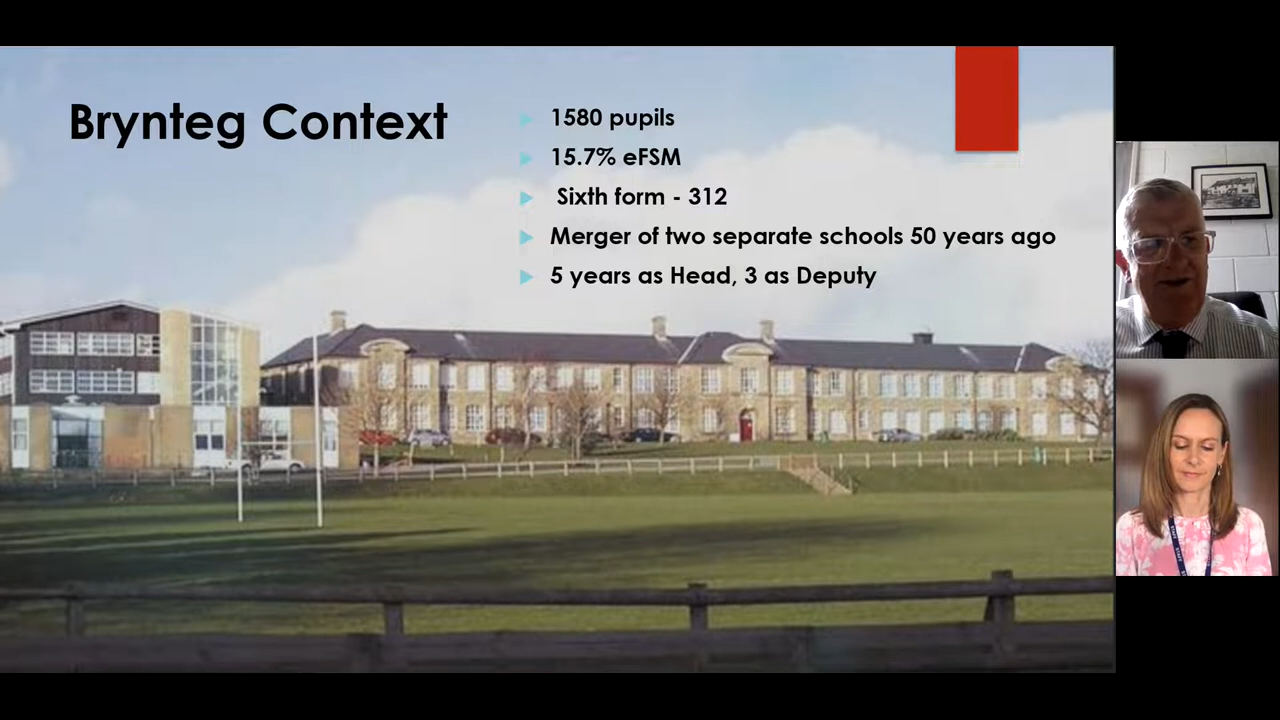 Brynteg Context
1580 pupils
15.7% eFSM
Sixth form - 312
Merger of two separate schools 50 years ago
5 years as Head, 3 as Deputy